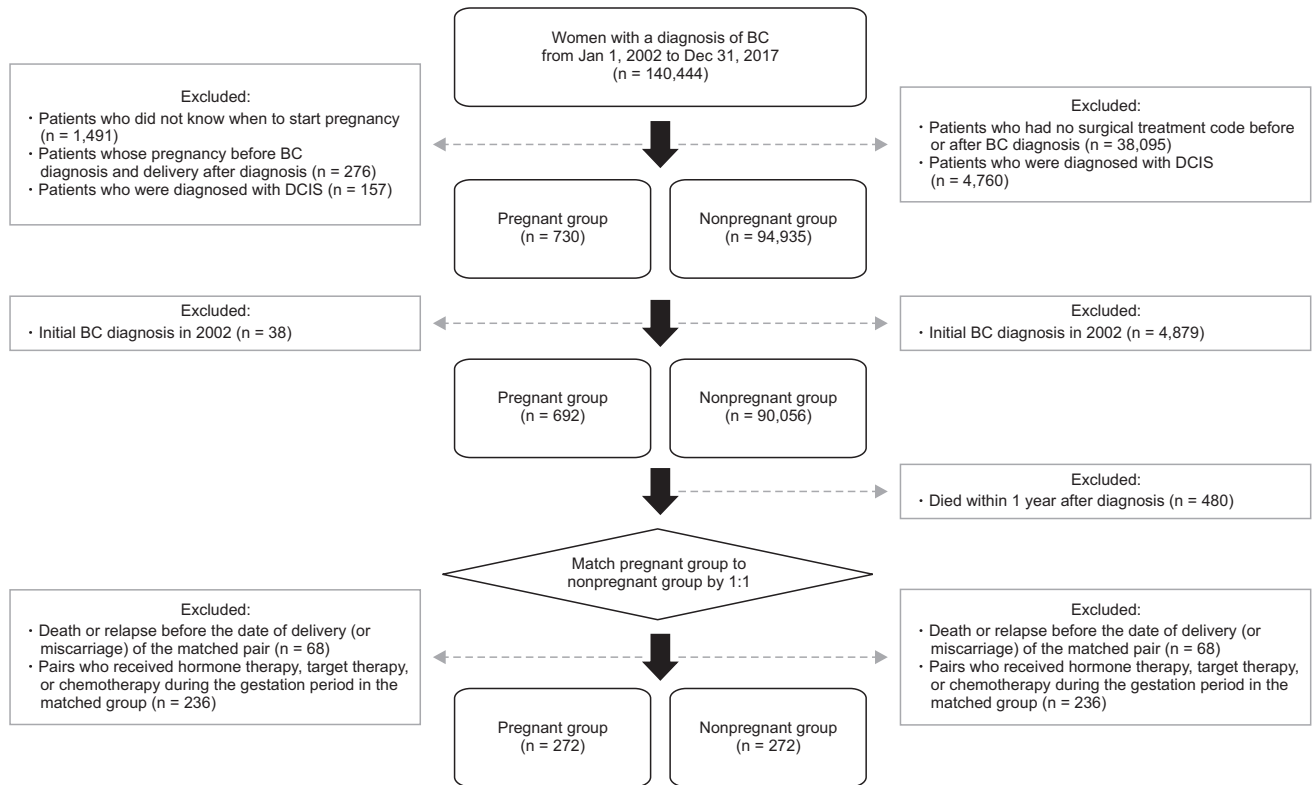 Women with a diagnosis of BC
from Jan 1, 2002 to Dec 31, 2017
(n = 140,444)
Excluded:
· Patients who did not know when to start pregnancy
(n = 1,491)
· Patients whose pregnancy before BC
diagnosis and delivery after diagnosis (n = 276)
· Patients who were diagnosed with DCIS (n = 157)
Excluded:
· Patients who had no surgical treatment code before
or after BC diagnosis (n = 38,095)
· Patients who were diagnosed with DCIS
(n = 4,760)
Pregnant group
(n = 730)
Nonpregnant group
(n = 94,935)
Excluded:
· Initial BC diagnosis in 2002 (n = 38)
Excluded:
· Initial BC diagnosis in 2002 (n = 4,879)
Pregnant group
(n = 692)
Nonpregnant group
(n = 90,056)
Excluded:
· Died within 1 year after diagnosis (n = 480)
Match pregnant group to
nonpregnant group by 1:1
Excluded:
· Death or relapse before the date of delivery (or
miscarriage) of the matched pair (n = 68)
· Pairs who received hormone therapy, target therapy,
or chemotherapy during the gestation period in the
matched group (n = 236)
Excluded:
· Death or relapse before the date of delivery (or
miscarriage) of the matched pair (n = 68)
· Pairs who received hormone therapy, target therapy,
or chemotherapy during the gestation period in the
matched group (n = 236)
Pregnant group
(n = 272)
Nonpregnant group
(n = 272)